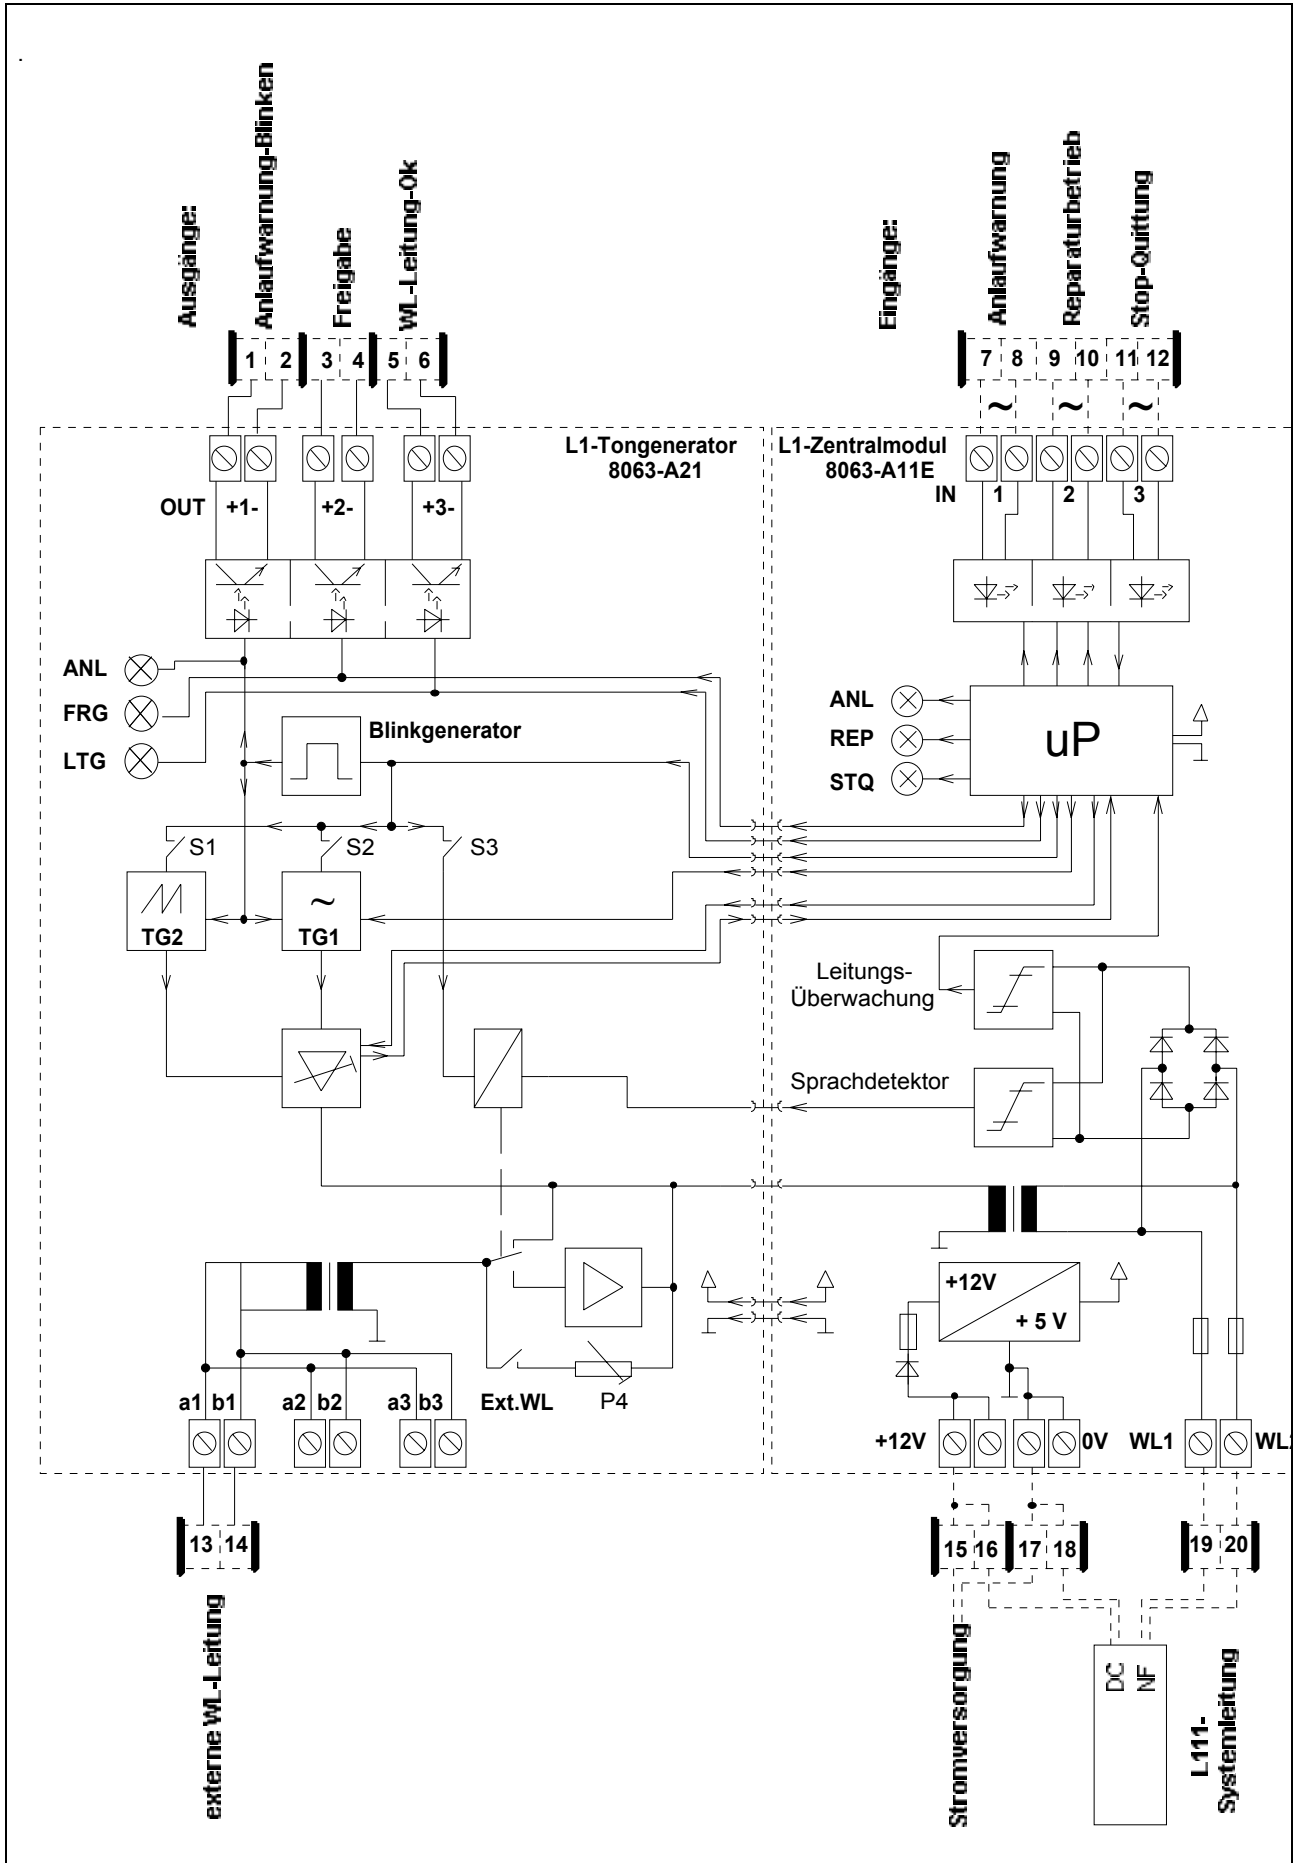 Ausgänge:
Anlaufwarnung-Blinken
Freigabe
WL-Leitung-Ok
Eingänge:
Anlaufwarnung
Reparaturbetrieb
Stop-Quittung
1 2 3 4 5 6
7 8 9 10 11 12
~ ~ ~
L1-Tongenerator
8063-A21
L1-Zentralmodul
8063-A11E
OUT +1- +2- +3-
IN 1 2 3
ANL
FRG
LTG
Blinkgenerator
ANL
REP
STQ
uP
S1 S2 S3
TG2
~
TG1
Leitungs-
Überwachung
Sprachdetektor
+12V
+ 5 V
a1 b1 a2 b2 a3 b3
Ext.WL
P4
+12V 0V WL1
13 14
15 16 17 18
19 20
externe WL-Leitung
Stromversorgung
DC
NF
L111-
Systemleitung